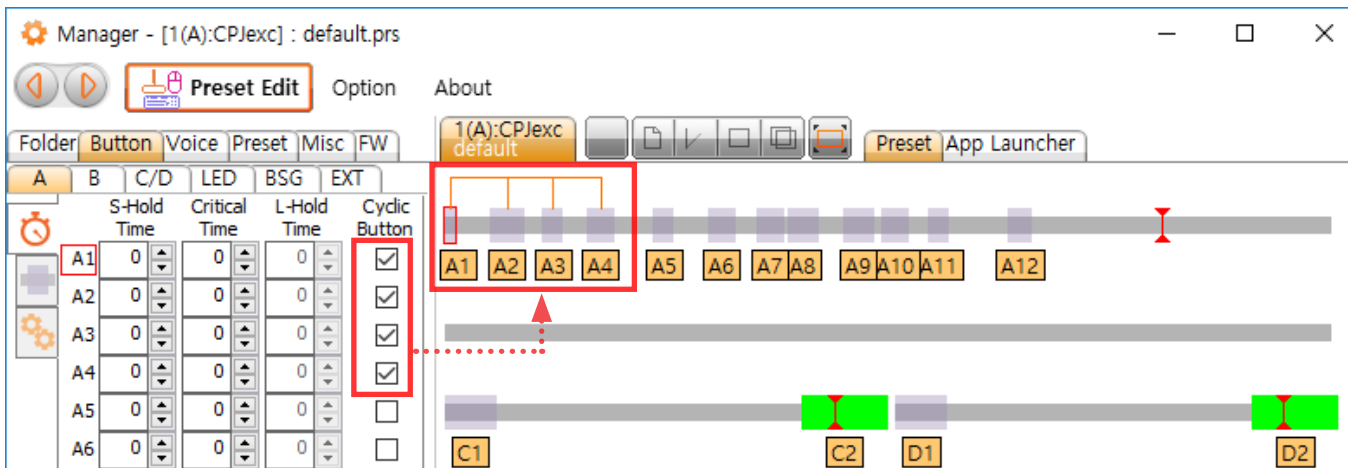 Manager - [1(A):CPJexc] : default.prs
Preset Edit Option About
Folder Button Voice Preset Misc FW
1(A):CPJexc
default
Preset App Launcher
A B C/D LED BSG EXT
S-Hold Time Critical Time L-Hold Time Cyclic Button
A1 0 0 0
A2 0 0 0
A3 0 0 0
A4 0 0 0
A5 0 0 0
A6 0 0 0
A1 A2 A3 A4 A5 A6 A7 A8 A9 A10 A11 A12
C1 C2 D1 D2